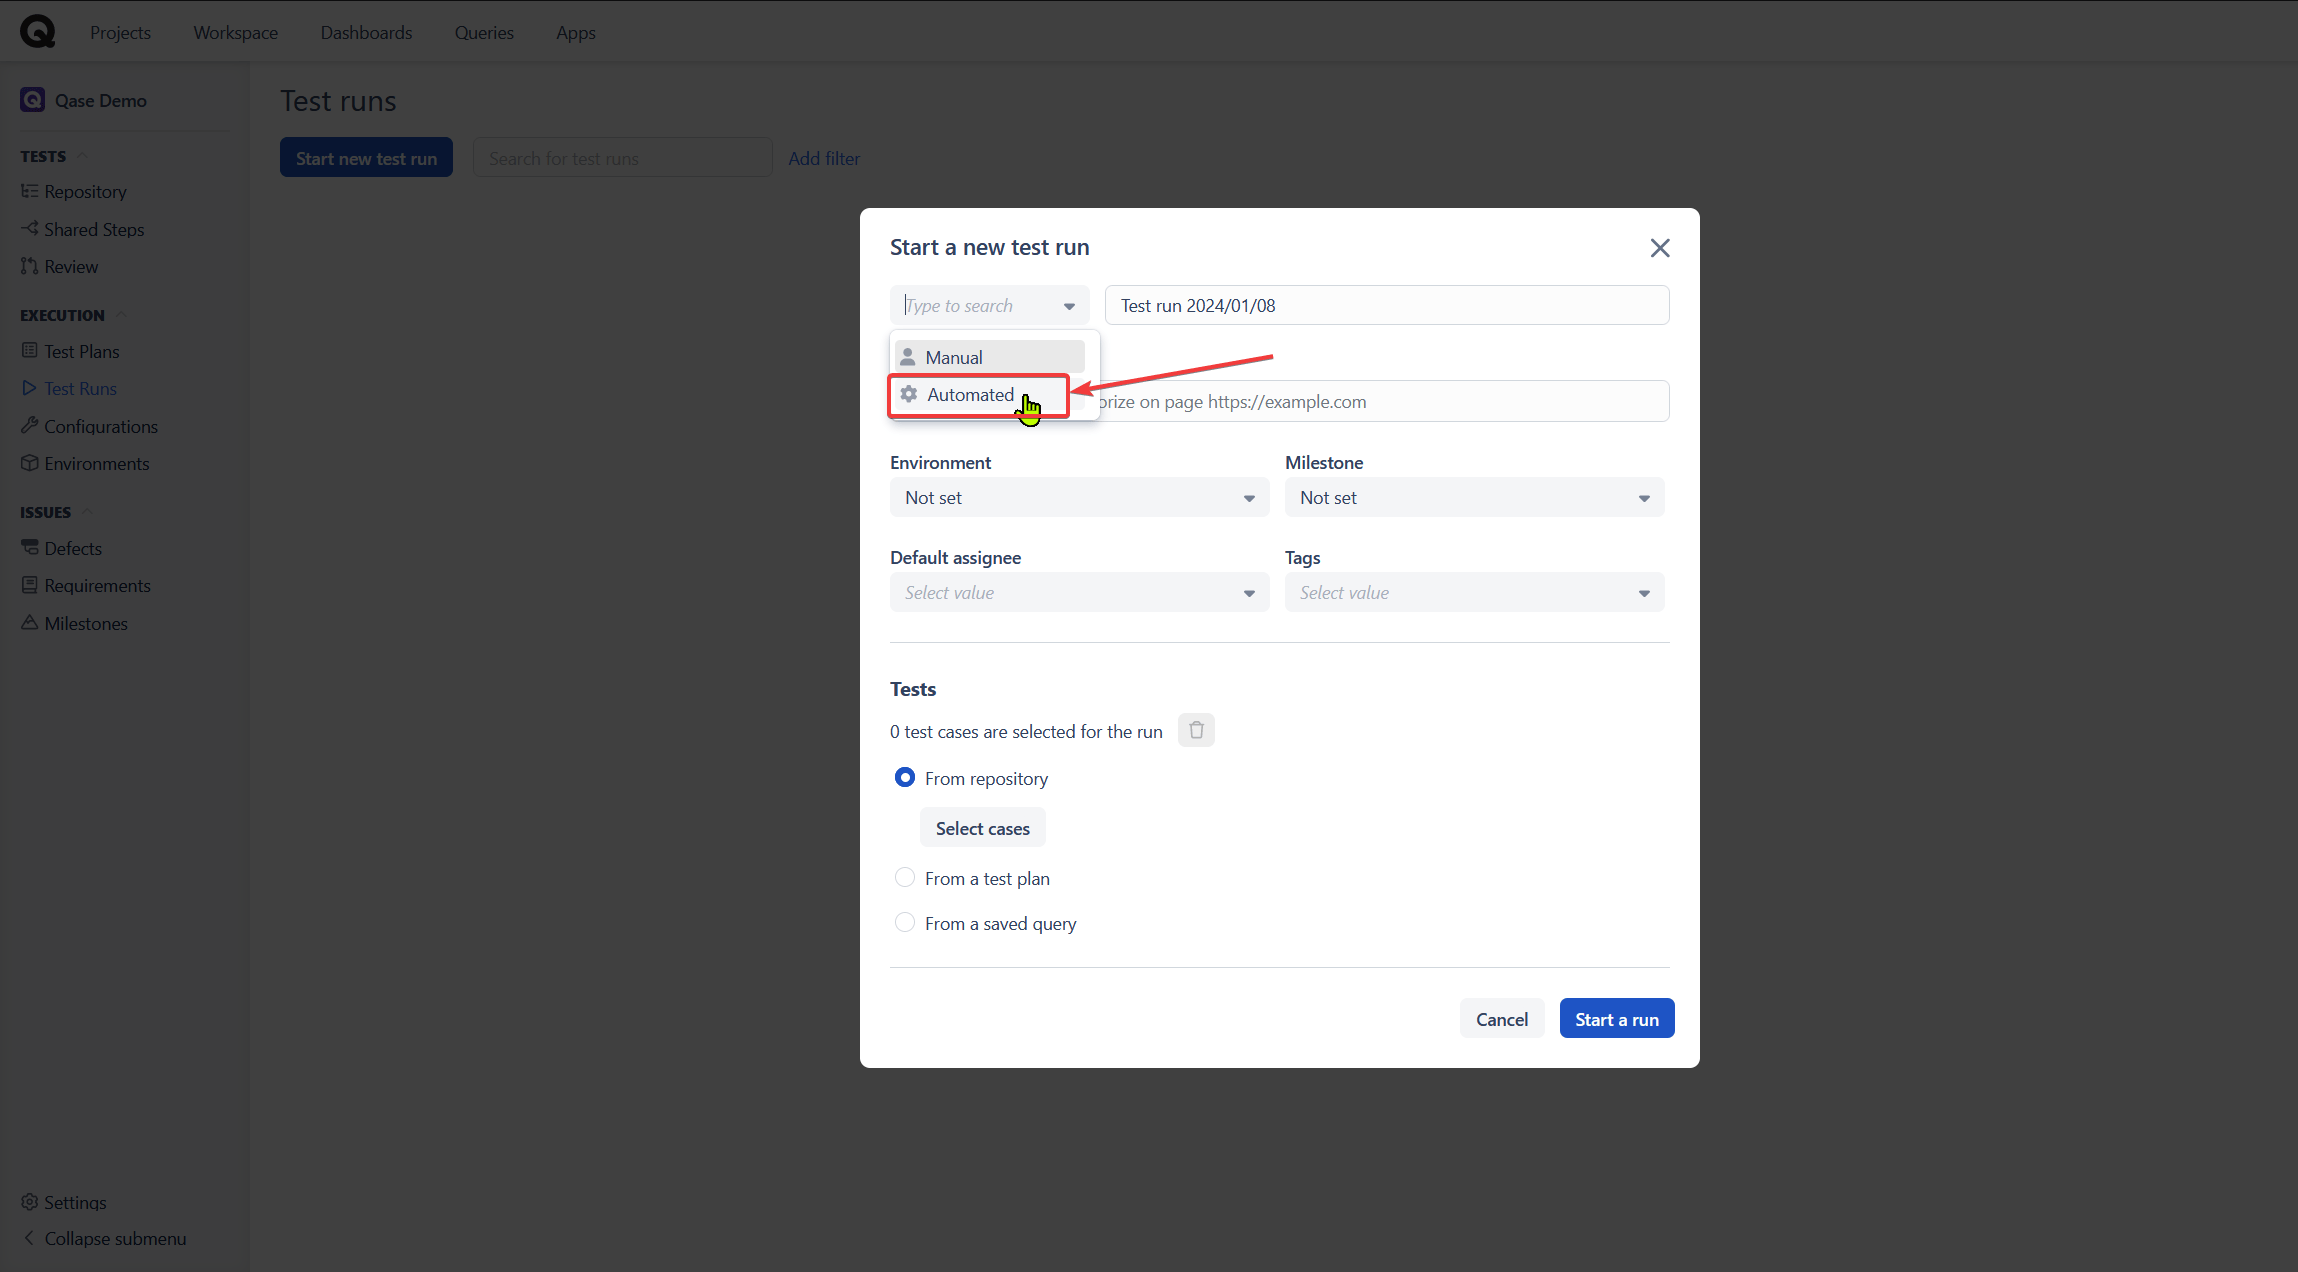 Projects Workspace Dashboards Queries Apps
Qase Demo
TESTS
Repository
Shared Steps
Review
EXECUTION
Test Plans
Test Runs
Configurations
Environments
ISSUES
Defects
Requirements
Milestones
Settings
Collapse submenu
Test runs
Start new test run Search for test runs Add filter
Start a new test run
Type to search Test run 2024/01/08
Manual
Automated
orize on page https://example.com
Environment Milestone
Not set Not set
Default assignee Tags
Select value Select value
Tests
0 test cases are selected for the run
From repository
Select cases
From a test plan
From a saved query
Cancel Start a run